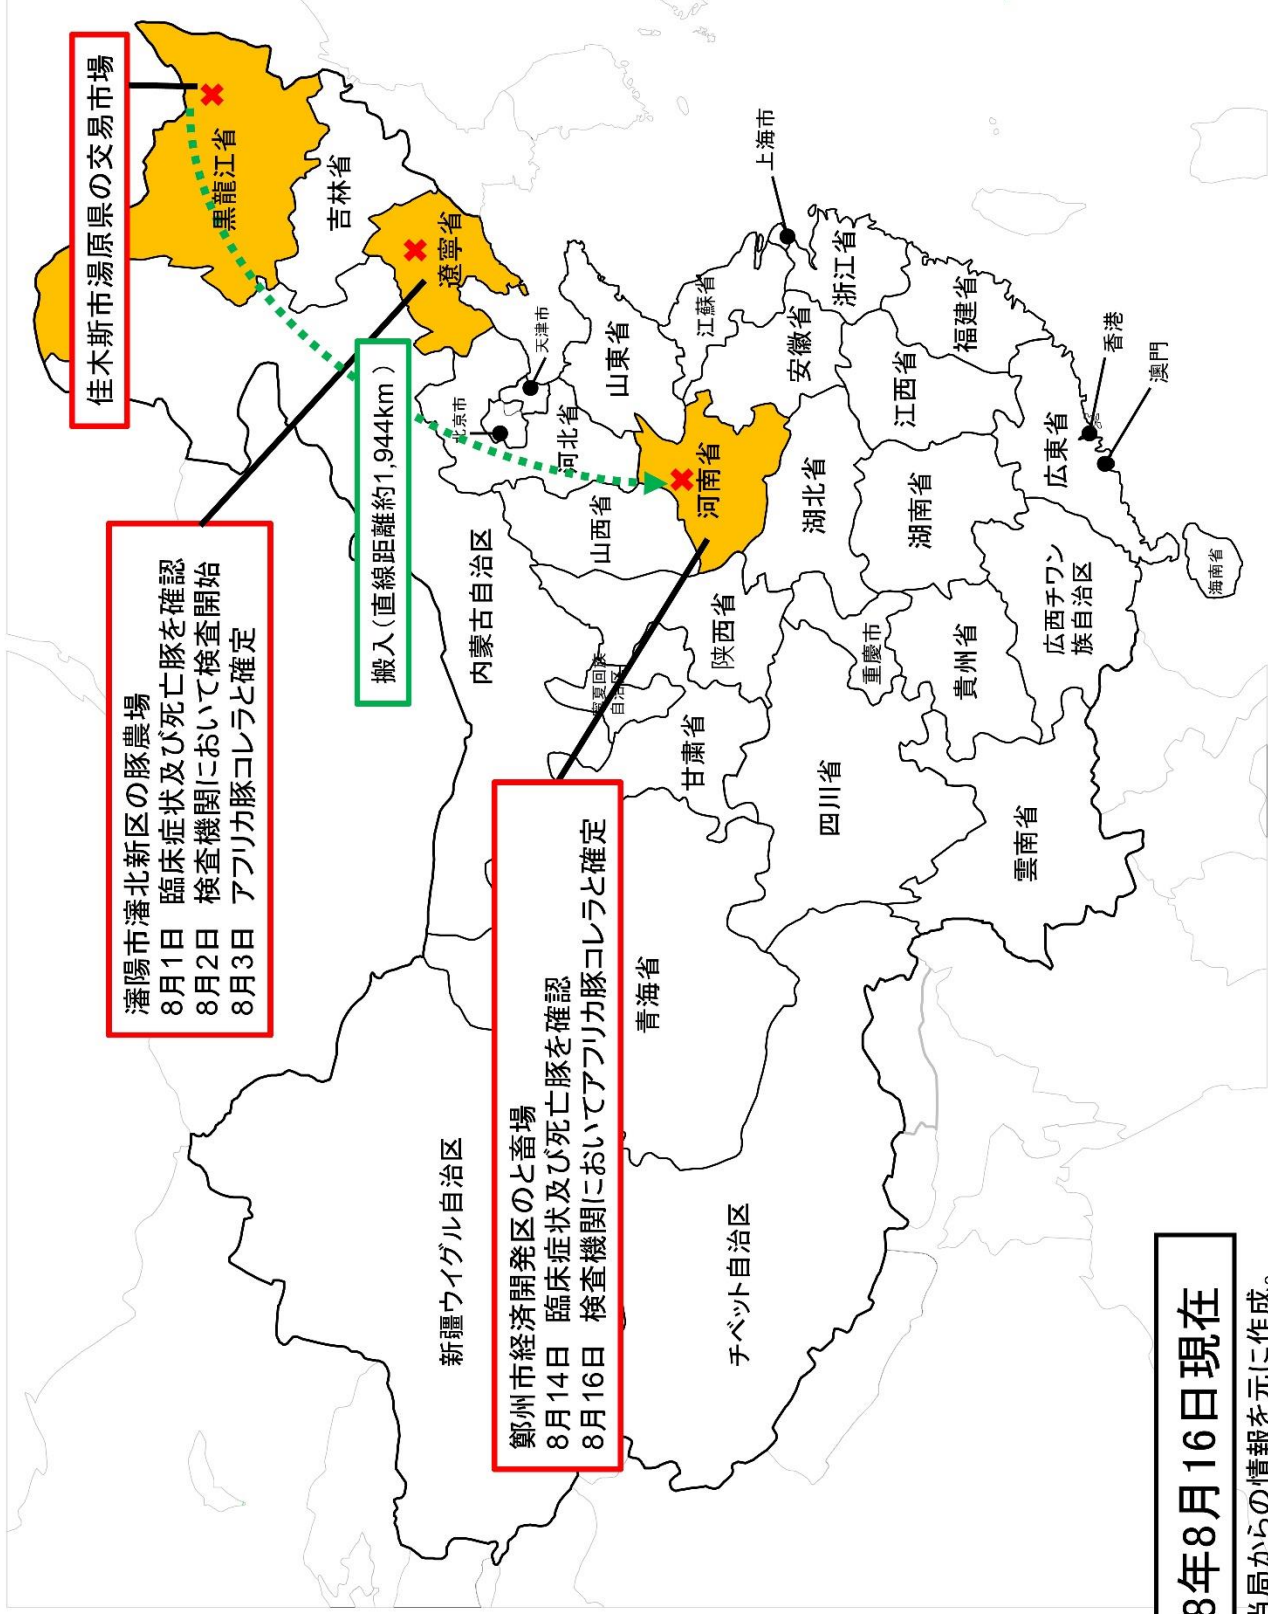 佳木斯市湯原県の交易市場
瀋陽市瀋北新区の豚農場
8月1日 臨床症状及び死亡豚を確認
8月2日 検査機関において検査開始
8月3日 アフリカ豚コレラと確定
搬入（直線距離約1,944km）
鄭州市経済開発区のと畜場
8月14日 臨床症状及び死亡豚を確認
8月16日 検査機関においてアフリカ豚コレラと確定
黒龍江省
吉林省
遼寧省
内蒙古自治区
北京市
天津市
河北省
山西省
山東省
河南省
江蘇省
上海市
安徽省
浙江省
陝西省
自治区
甘粛省
新疆ウイグル自治区
青海省
チベット自治区
四川省
重慶市
湖北省
湖南省
江西省
福建省
貴州省
雲南省
広西チワン
族自治区
広東省
香港
澳門
海南省
8年8月16日現在
当局からの情報を元に作成。